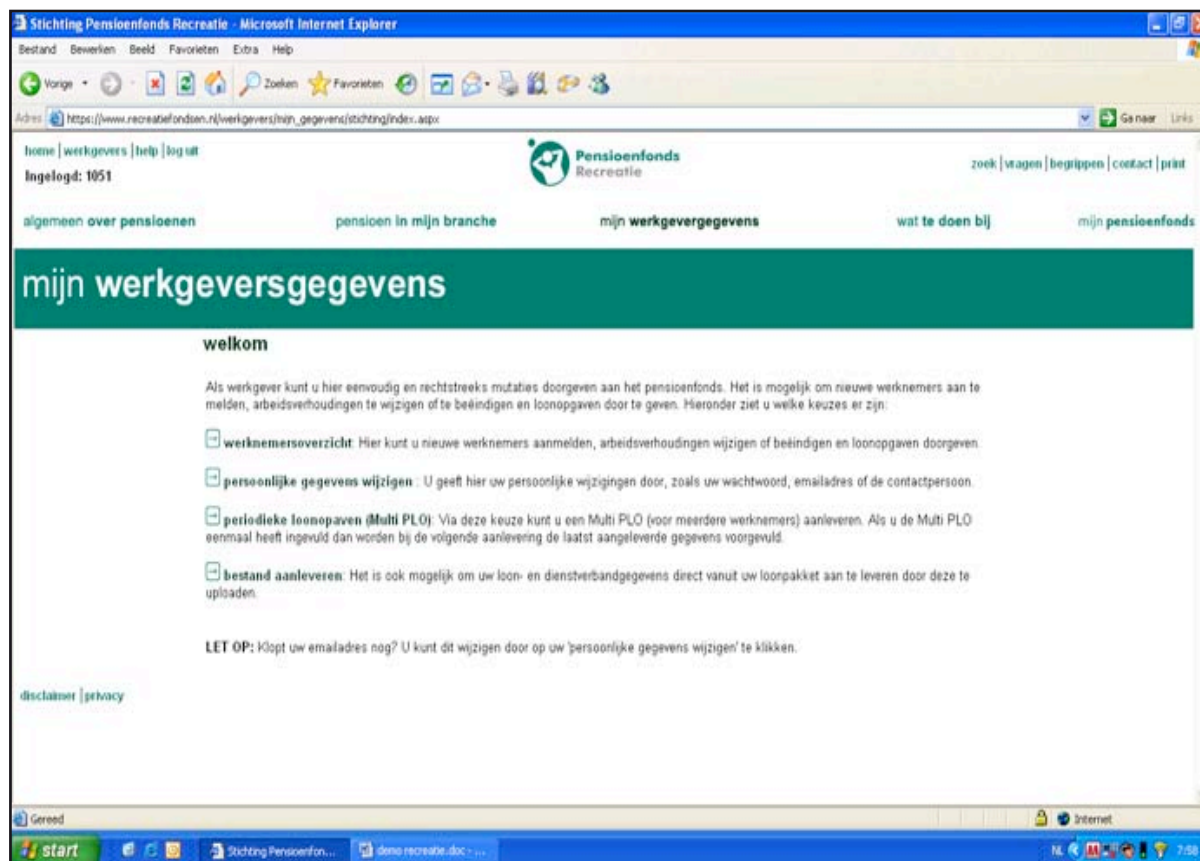 Stichting Pensioenfonds Recreatie - Microsoft Internet Explorer
Bestand Bewerken Beeld Favorieten Extra Help
Vorige Zoeken Favorieten
Adres https://www.recreatiefondsen.nl/werkgevers/mijn_gegevens/stichting/index.aspx Ga naar Links
home | werkgevers | help | log uit
Pensioenfonds
Recreatie
zoek | vragen | begrippen | contact | print
Ingelogd: 1051
algemeen over pensioenen pensioen in mijn branche mijn werkgevergegevens wat te doen bij mijn pensioenfonds
mijn werkgeversgegevens
welkom
Als werkgever kunt u hier eenvoudig en rechtstreeks mutaties doorgeven aan het pensioenfonds. Het is mogelijk om nieuwe werknemers aan te
melden, arbeidsverhoudingen te wijzigen of te beëindigen en loonopgaven door te geven. Hieronder ziet u welke keuzes er zijn:
werknemersoverzicht: Hier kunt u nieuwe werknemers aanmelden, arbeidsverhoudingen wijzigen of beëindigen en loonopgaven doorgeven.
persoonlijke gegevens wijzigen : U geeft hier uw persoonlijke wijzigingen door, zoals uw wachtwoord, emailadres of de contactpersoon.
periodieke loonopaven (Multi PLO): Via deze keuze kunt u een Multi PLO (voor meerdere werknemers) aanleveren. Als u de Multi PLO
eenmaal heeft ingevuld dan worden bij de volgende aanlevering de laatst aangeleverde gegevens voorgevuld.
bestand aanleveren: Het is ook mogelijk om uw loon- en dienstverbandgegevens direct vanuit uw loonpakket aan te leveren door deze te
uploaden.
LET OP: Klopt uw emailadres nog? U kunt dit wijzigen door op uw 'persoonlijke gegevens wijzigen' te klikken.
disclaimer | privacy
Gereed Internet
start Stichting Pensioenfon... demo recreatie.doc - ... NL 7:58